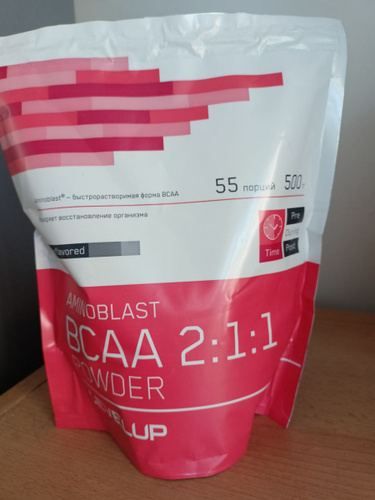 aminoblast® – быстрорастворимая форма BCAA
восстановление организма
55 порций 500
Pre
During
Time Post
flavored
AMINOBLAST
BCAA 2:1:1
POWDER
LEVELUP